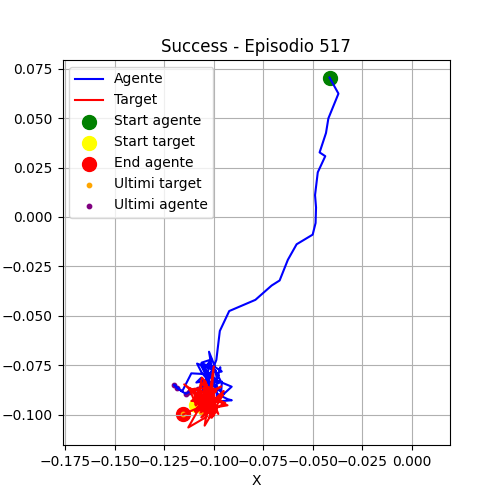 Success - Episodio 517
0.075
0.050
0.025
0.000
−0.025
−0.050
−0.075
−0.100
Agente
Target
Start agente
Start target
End agente
Ultimi target
Ultimi agente
−0.175 −0.150 −0.125 −0.100 −0.075 −0.050 −0.025 0.000
X